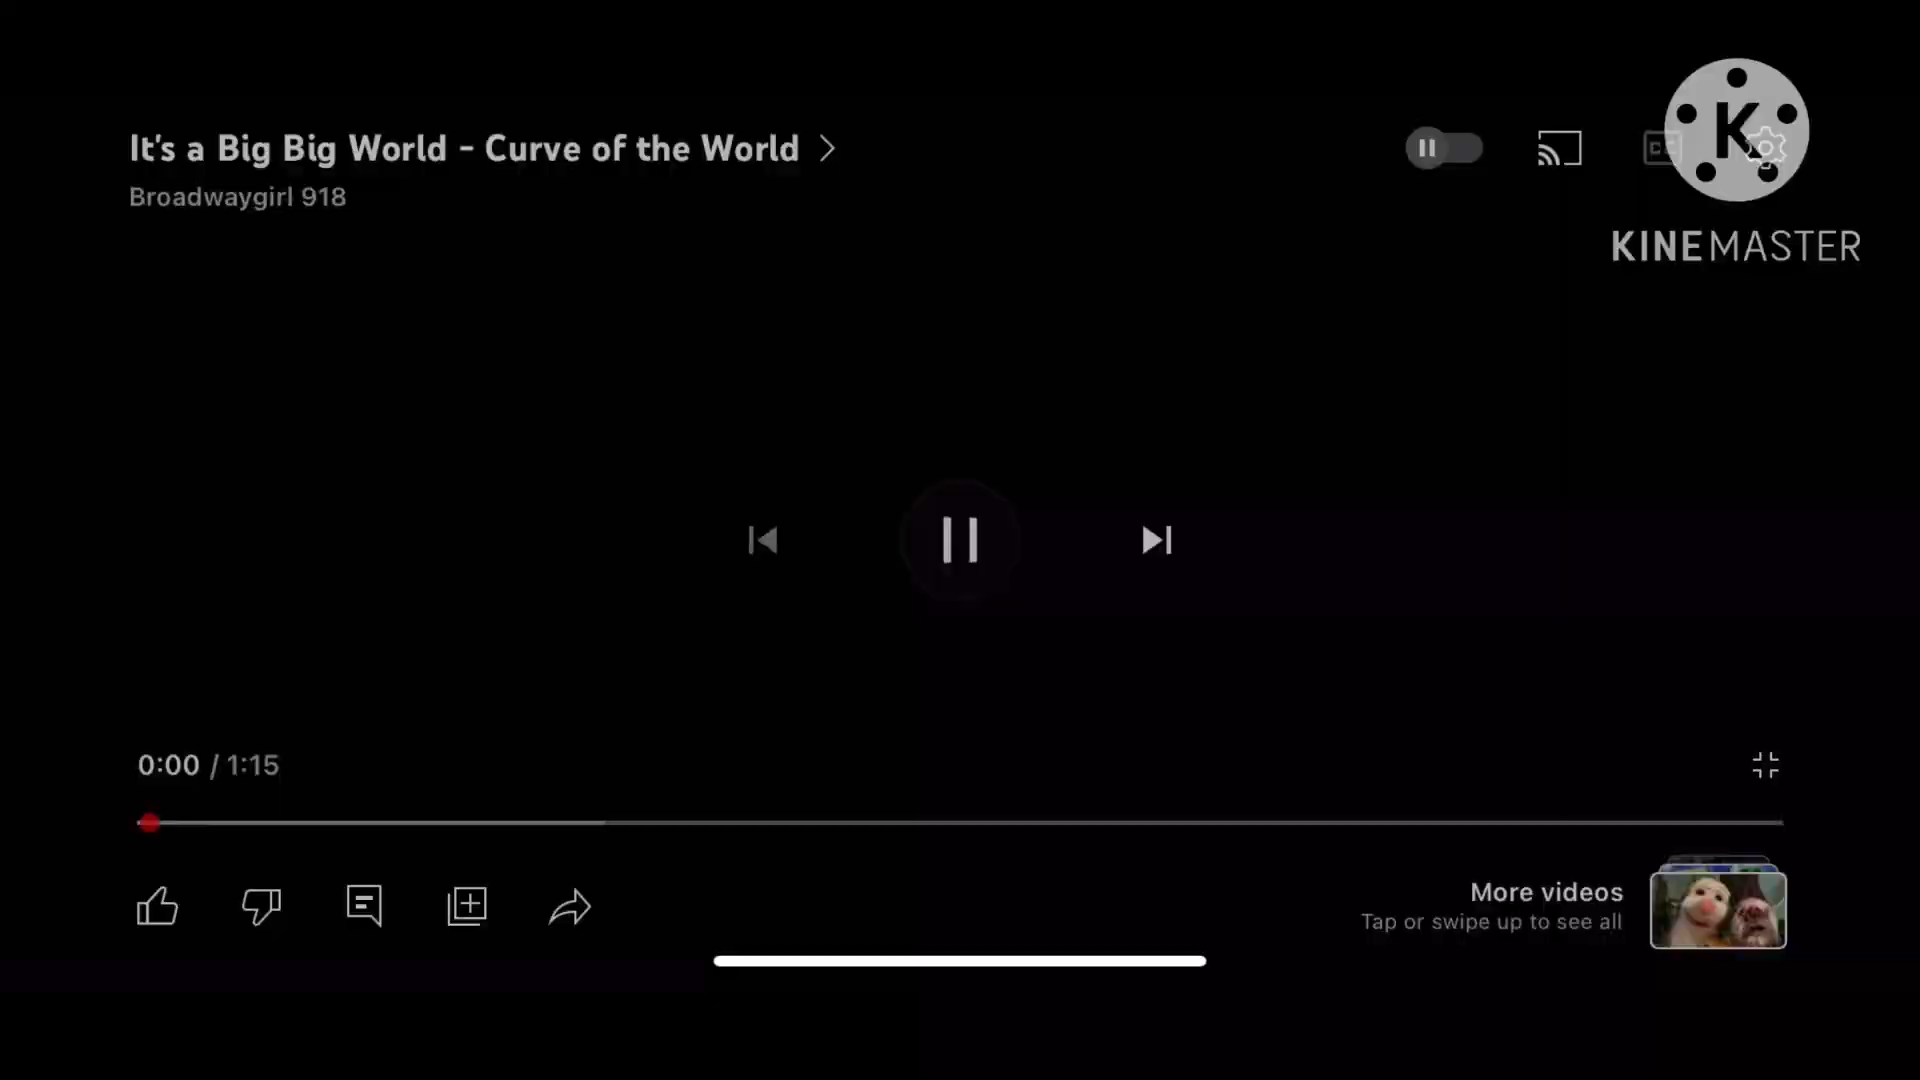 It's a Big Big World - Curve of the World
Broadwaygirl 918
CC
K
KINEMASTER
0:00 / 1:15
More videos
Tap or swipe up to see all